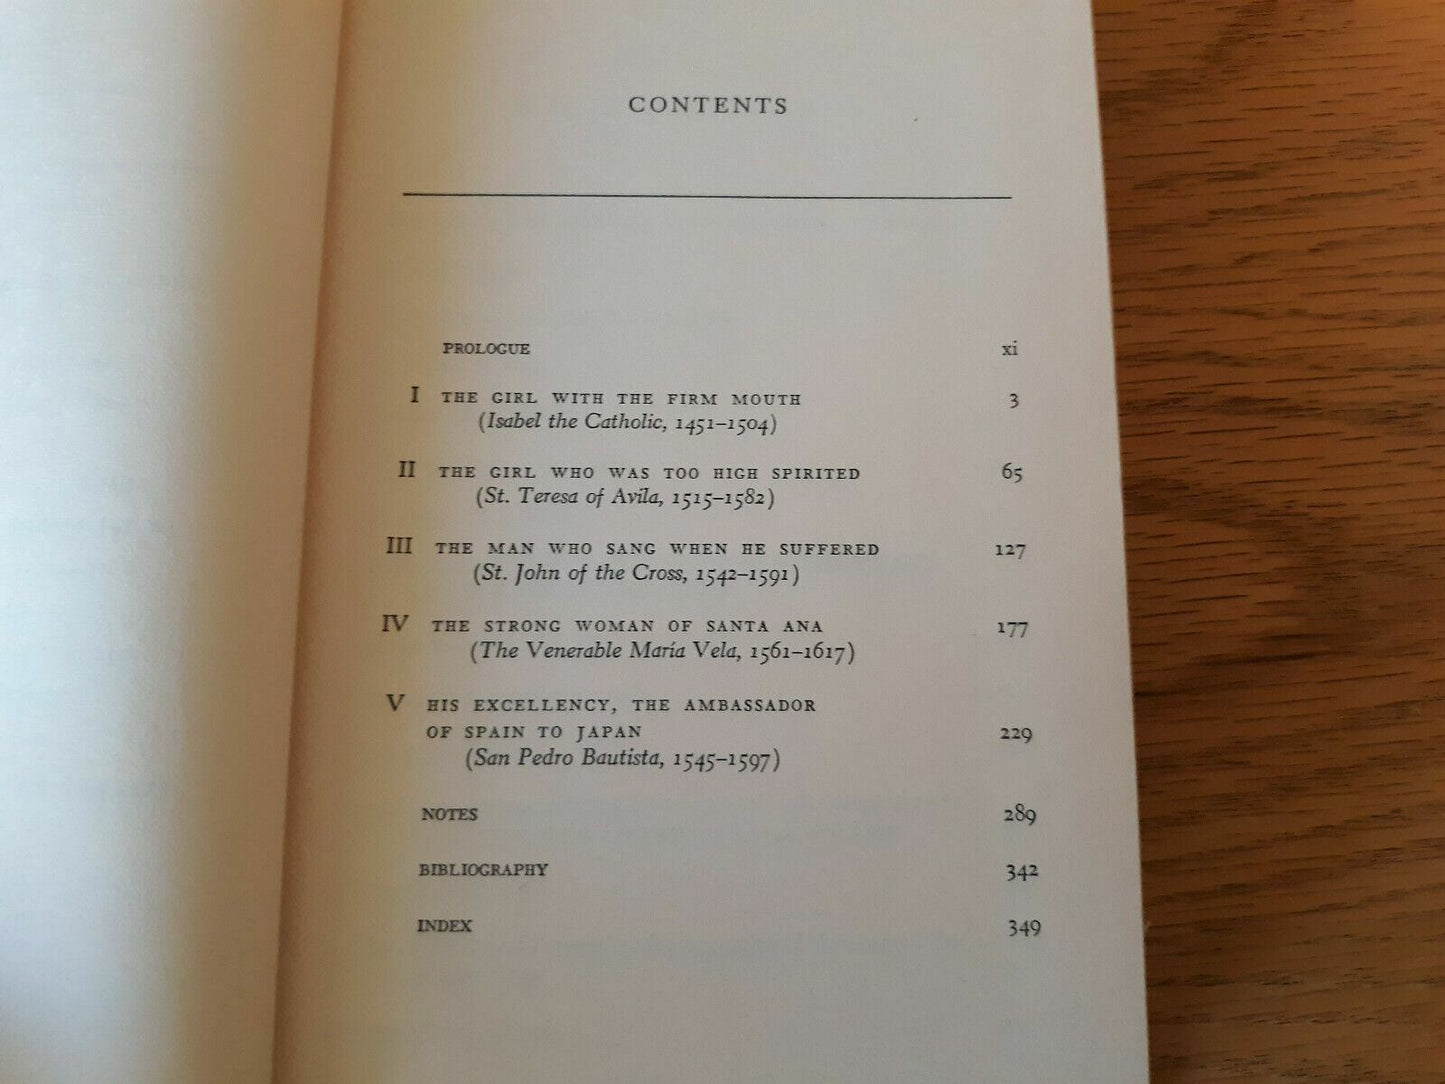 CONTENTS
PROLOGUE xi
I THE GIRL WITH THE FIRM MOUTH 3
(Isabel the Catholic, 1451–1504)
II THE GIRL WHO WAS TOO HIGH SPIRITED 65
(St. Teresa of Avila, 1515–1582)
III THE MAN WHO SANG WHEN HE SUFFERED 127
(St. John of the Cross, 1542–1591)
IV THE STRONG WOMAN OF SANTA ANA 177
(The Venerable María Vela, 1561–1617)
V HIS EXCELLENCY, THE AMBASSADOR
OF SPAIN TO JAPAN 229
(San Pedro Bautista, 1545–1597)
NOTES 289
BIBLIOGRAPHY 342
INDEX 349